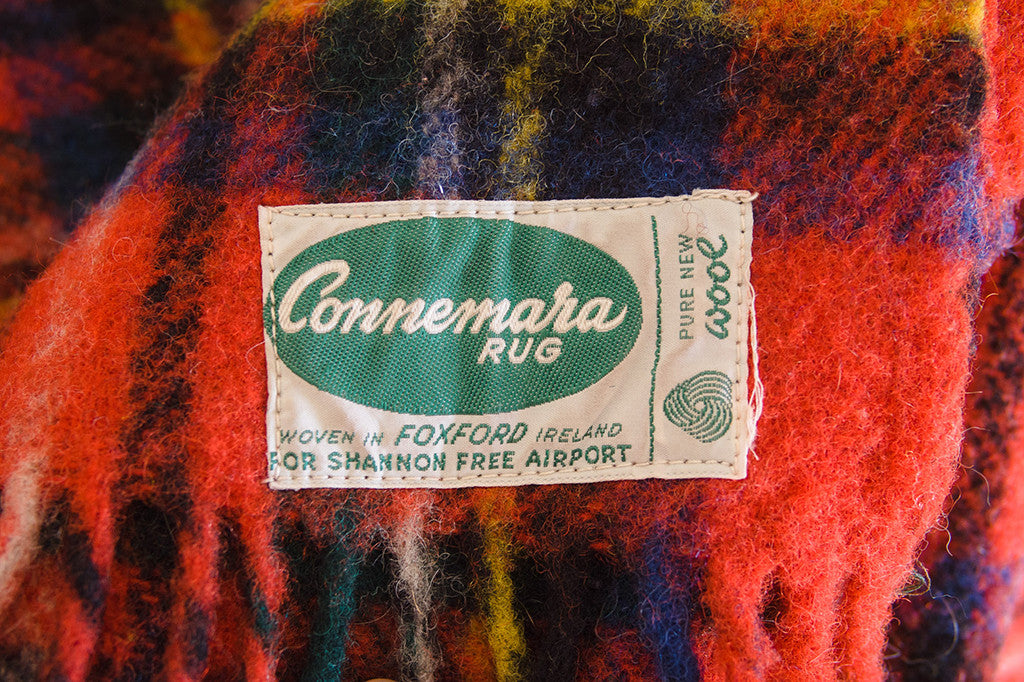 Connemara
RUG
WOVEN IN FOXFORD IRELAND
FOR SHANNON FREE AIRPORT
PURE NEW
wool